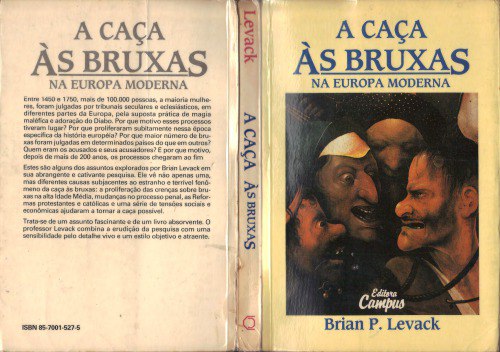 A CAÇA
ÀS BRUXAS
NA EUROPA MODERNA
Entre 1450 e 1750, mais de 100.000 pessoas, a maioria mulhe-
res, foram julgadas por tribunais seculares e eclesiásticos, em
diferentes partes da Europa, pela suposta prática de magia
maléfica e adoração do Diabo. Por que motivo esses processos
tiveram lugar? Por que proliferaram subitamente nessa época
específica da história européia? Por que maior número de bru-
xas foram julgadas em determinados países do que em outros?
Quem eram os acusados e seus acusadores? E por que motivo,
depois de mais de 200 anos, os processos chegaram ao fim
Estes são alguns dos assuntos explorados por Brian Levack em
sua abrangente e cativante pesquisa. Ele vê não apenas uma,
mas diferentes causas subjacentes ao estranho e terrível fenô-
meno da caça às bruxas: a proliferação das crenças sobre bru-
xas na alta Idade Média, mudanças no processo penal, as Refor-
mas protestantes e católicas e uma série de tensões sociais e
econômicas ajudaram a tornar a caça possível.
Trata-se de um assunto fascinante e de um livro absorvente. O
professor Levack combina a erudição da pesquisa com uma
sensibilidade pelo detalhe vivo e um estilo objetivo e atraente.
ISBN 85-7001-527-5
Levack
A CAÇA ÀS BRUXAS
A CAÇA
ÀS BRUXAS
NA EUROPA MODERNA
Editora
Campus
Brian P. Levack